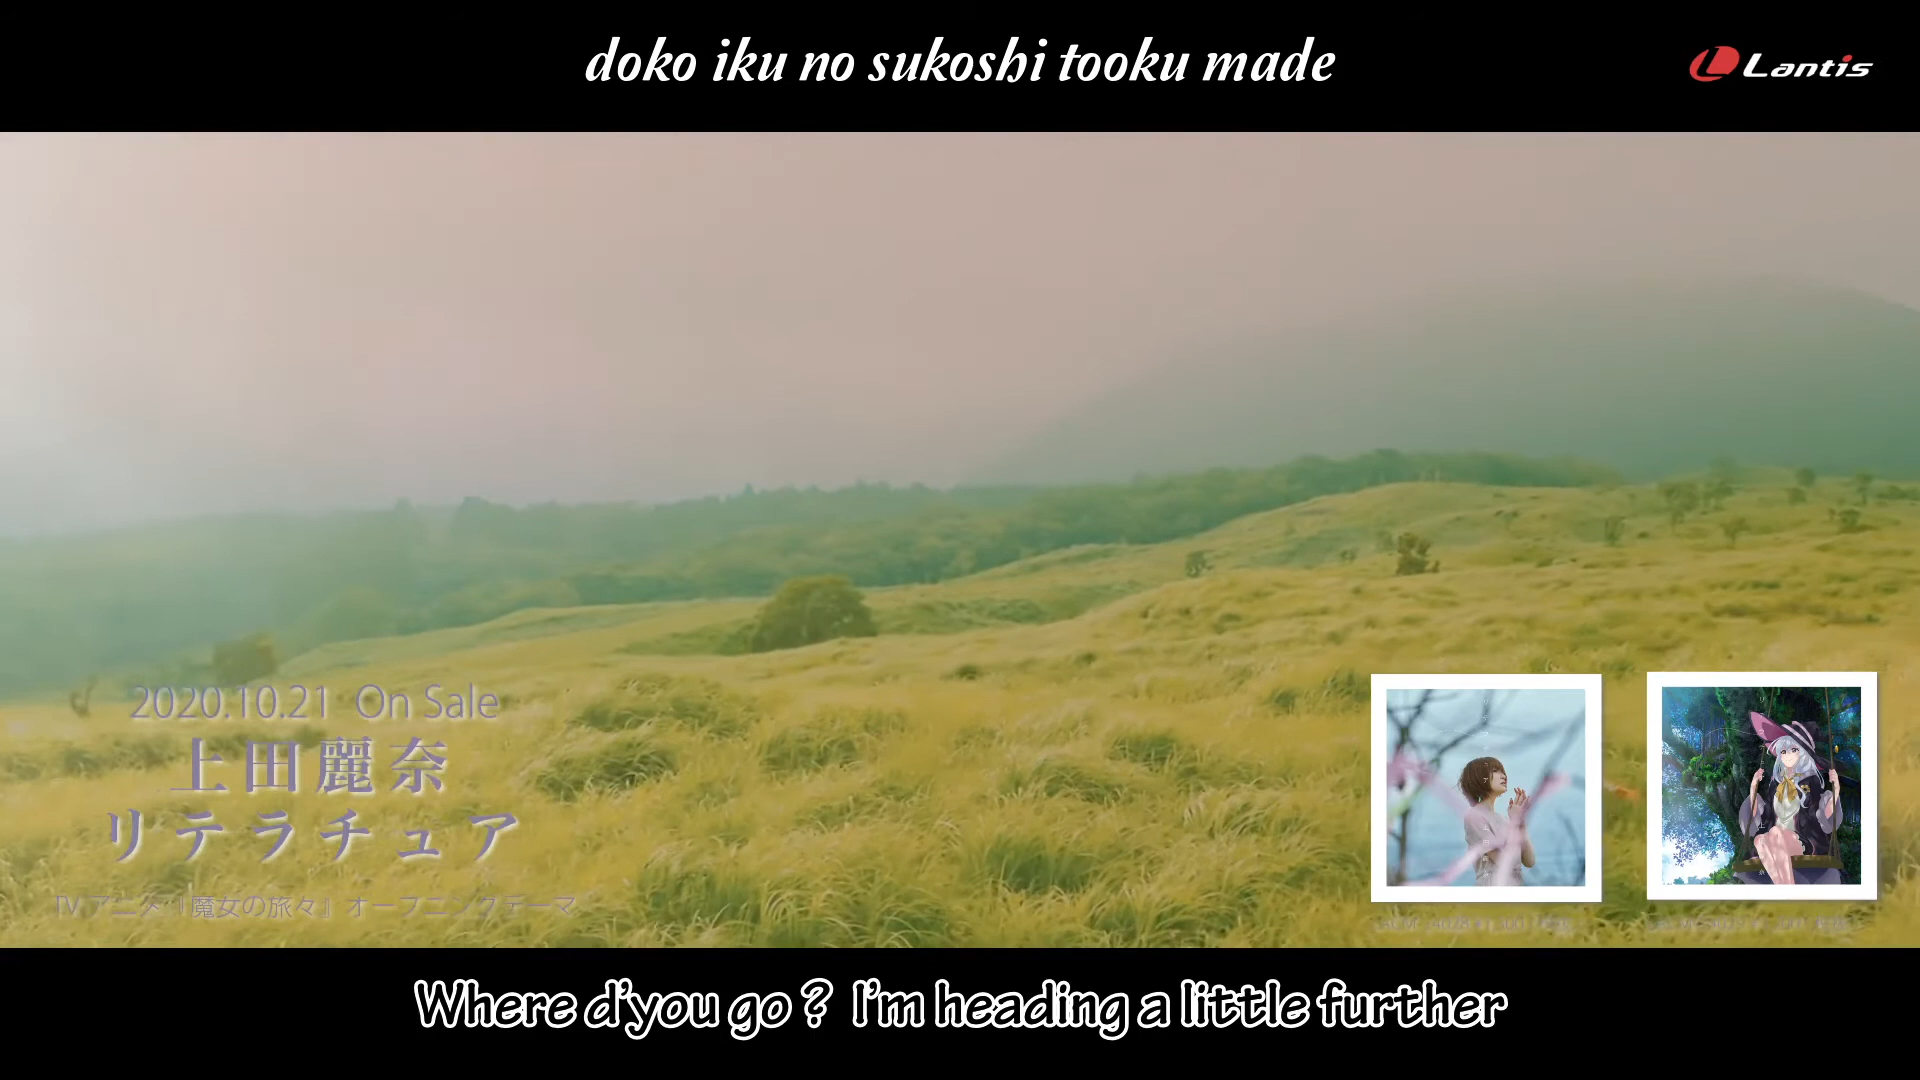 doko iku no sukoshi tooku made
Lantis
2020.10.21 On Sale
上田麗奈
リテラチュア
TVアニメ『魔女の旅々』オープニングテーマ
Where d'you go ? I'm heading a little further